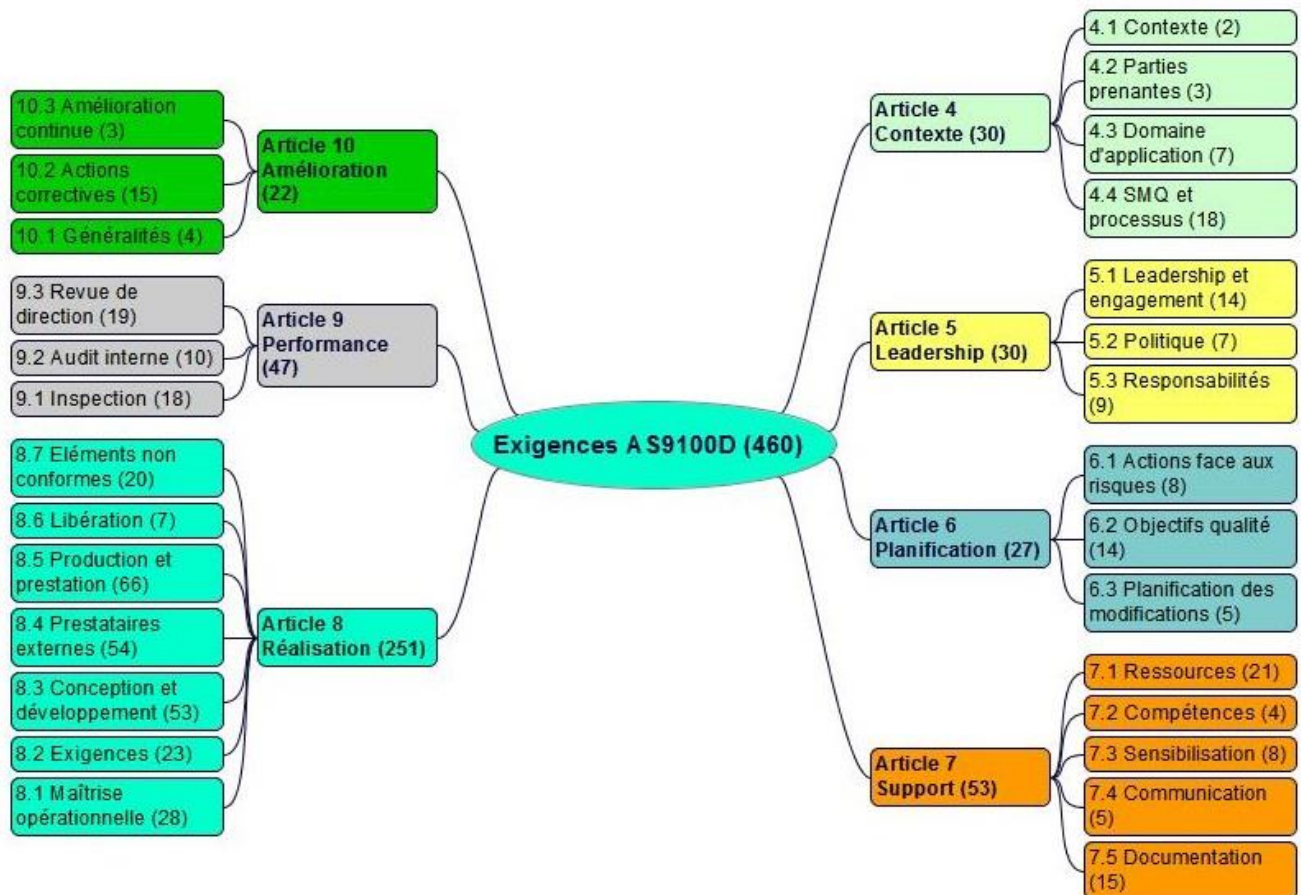 Exigences AS9100D (460)
Article 4
Contexte (30)
4.1 Contexte (2)
4.2 Parties
prenantes (3)
4.3 Domaine
d'application (7)
4.4 SMQ et
processus (18)
Article 5
Leadership (30)
5.1 Leadership et
engagement (14)
5.2 Politique (7)
5.3 Responsabilités
(9)
Article 6
Planification (27)
6.1 Actions face aux
risques (8)
6.2 Objectifs qualité
(14)
6.3 Planification des
modifications (5)
Article 7
Support (53)
7.1 Ressources (21)
7.2 Compétences (4)
7.3 Sensibilisation (8)
7.4 Communication
(5)
7.5 Documentation
(15)
Article 10
Amélioration
(22)
10.3 Amélioration
continue (3)
10.2 Actions
correctives (15)
10.1 Généralités (4)
Article 9
Performance
(47)
9.3 Revue de
direction (19)
9.2 Audit interne (10)
9.1 Inspection (18)
Article 8
Réalisation (251)
8.7 Eléments non
conformes (20)
8.6 Libération (7)
8.5 Production et
prestation (66)
8.4 Prestataires
externes (54)
8.3 Conception et
développement (53)
8.2 Exigences (23)
8.1 Maîtrise
opérationnelle (28)